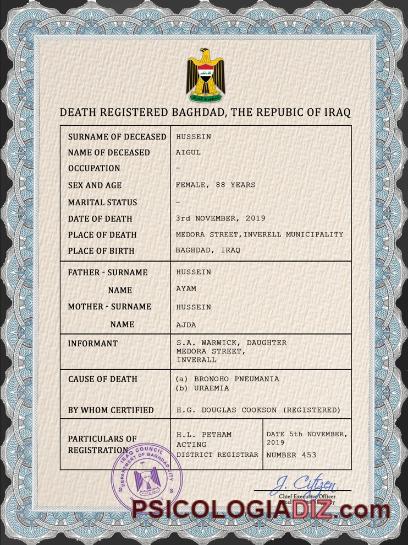 DEATH REGISTERED BAGHDAD, THE REPUBIC OF IRAQ
SURNAME OF DECEASED HUSSEIN
NAME OF DECEASED AIGUL
OCCUPATION –
SEX AND AGE FEMALE, 88 YEARS
MARITAL STATUS –
DATE OF DEATH 3rd NOVEMBER, 2019
PLACE OF DEATH MEDORA STREET,INVERELL MUNICIPALITY
PLACE OF BIRTH BAGHDAD, IRAQ
FATHER - SURNAME HUSSEIN
NAME AYAM
MOTHER - SURNAME HUSSEIN
NAME AJDA
INFORMANT S.A. WARWICK, DAUGHTER
MEDORA STREET,
INVERALL
CAUSE OF DEATH (a) BRONOHO PNEUMANIA
(b) URAEMIA
BY WHOM CERTIFIED H.G. DOUGLAS COOKSON (REGISTERED)
PARTICULARS OF
REGISTRATION
H.L. PETHAM
ACTING
DISTRICT REGISTRAR
DATE 5th NOVEMBER,
2019
NUMBER 453
J. Citizen
Chief Executive Officer
PSICOLOGIADIZ.com